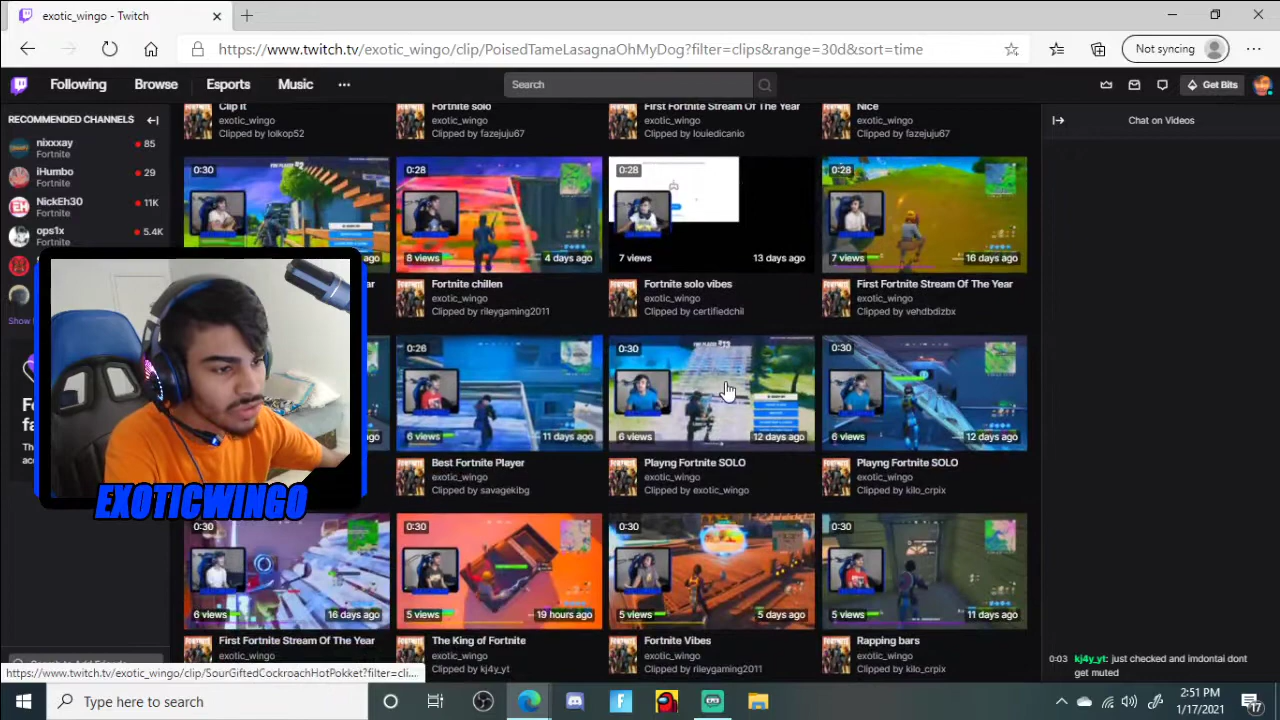 exotic_wingo - Twitch
https://www.twitch.tv/exotic_wingo/clip/PoisedTameLasagnaOhMyDog?filter=clips&range=30d&sort=time
Not syncing
Following
Browse
Esports
Music
Search
Get Bits
RECOMMENDED CHANNELS
nixxxay
Fortnite
85
iHumbo
Fortnite
29
NickEh30
Fortnite
11K
ops1x
5.4K
Show
Clip it
exotic_wingo
Clipped by lolkop52
Fortnite solo
exotic_wingo
Clipped by fazejuju67
First Fortnite Stream Of The Year
exotic_wingo
Clipped by louiedicanio
Nice
exotic_wingo
Clipped by fazejuju67
Chat on Videos
0:30
0:28
8 views
4 days ago
Fortnite chillen
exotic_wingo
Clipped by rileygaming2011
0:28
7 views
13 days ago
Fortnite solo vibes
exotic_wingo
Clipped by certifiedchil
0:28
7 views
16 days ago
First Fortnite Stream Of The Year
exotic_wingo
Clipped by vehdbdizbx
0:26
6 views
11 days ago
Best Fortnite Player
exotic_wingo
Clipped by savagekibg
0:30
6 views
12 days ago
Playng SOLO
exotic_wingo
Clipped by exotic_wingo
0:30
6 views
12 days ago
Playng SOLO
exotic_wingo
Clipped by kilo_crpix
EXOTICWINGO
0:30
6 views
16 days ago
First Fortnite Stream Of The Year
exotic_wingo
0:30
5 views
19 hours ago
The King of Fortnite
exotic_wingo
Clipped by kj4y_yt
0:30
5 views
5 days ago
Fortnite Vibes
exotic_wingo
Clipped by rileygaming2011
0:30
5 views
11 days ago
Rapping bars
exotic_wingo
Clipped by kilo_crpix
0:03 kj4y_yt: just checked and imdontai dont
get muted
https://www.twitch.tv/exotic_wingo/clip/SourGiftedCockroachHotPokket?filter=cli...
Type here to search
2:51 PM
1/17/2021
17